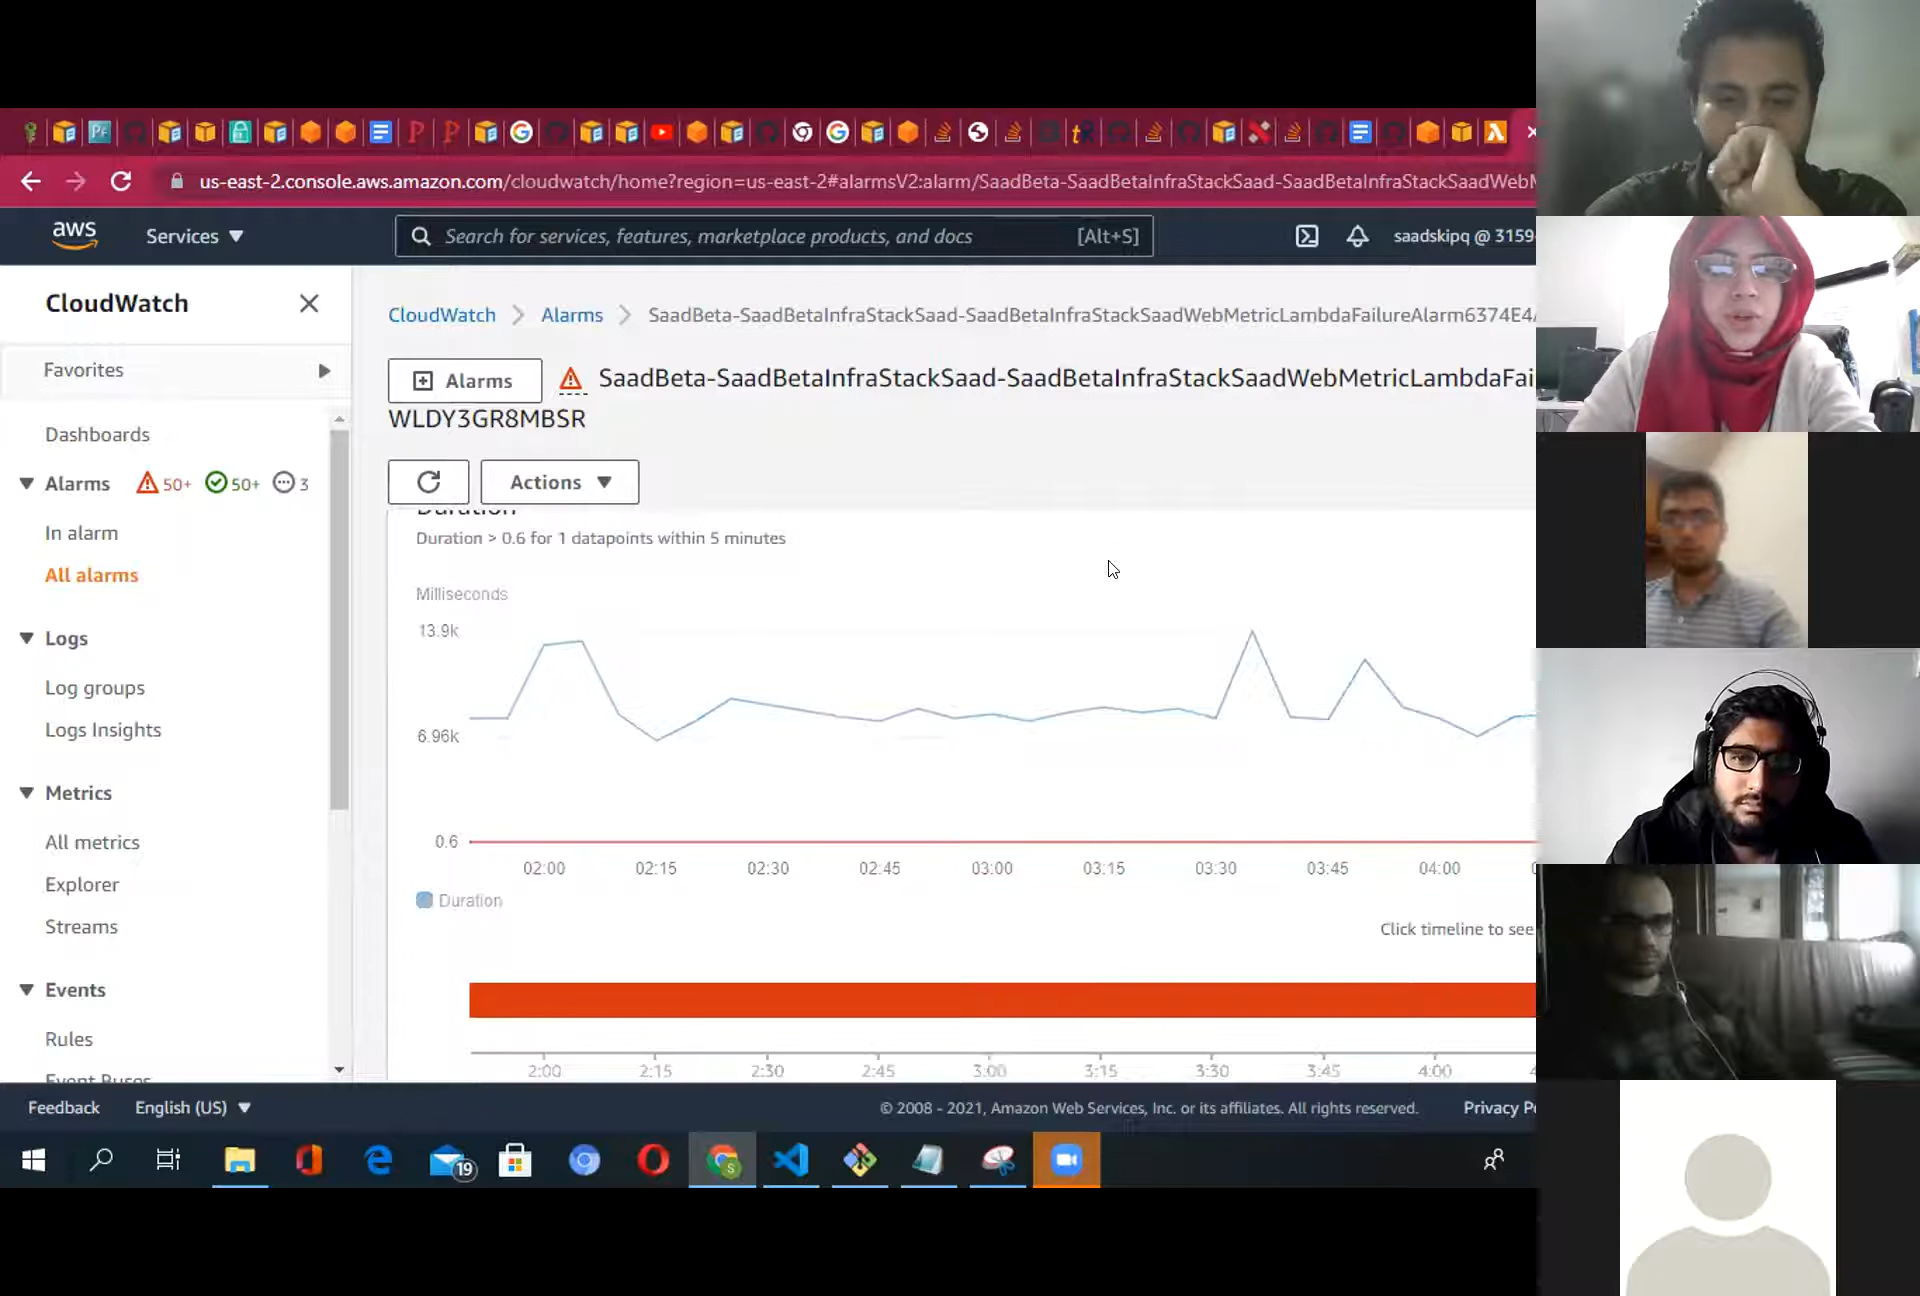 us-east-2.console.aws.amazon.com/cloudwatch/home?region=us-east-2#alarmsV2:alarm/SaadBeta-SaadBetaInfraStackSaad-SaadBetaInfraStackSaadWeb
aws
Services
Search for services, features, marketplace products, and docs
[Alt+S]
saadskipq @ 3159
CloudWatch
Favorites
Dashboards
Alarms 50+ 50+ 3
In alarm
All alarms
Logs
Log groups
Logs Insights
Metrics
All metrics
Explorer
Streams
Events
Rules
Event Buses
CloudWatch
Alarms
SaadBeta-SaadBetaInfraStackSaad-SaadBetaInfraStackSaadWebMetricLambdaFailureAlarm6374E4
Alarms
SaadBeta-SaadBetaInfraStackSaad-SaadBetaInfraStackSaadWebMetricLambdaFai
WLDY3GR8MBSR
Actions
Duration
Duration > 0.6 for 1 datapoints within 5 minutes
Milliseconds
13.9k
6.96k
0.6
02:00 02:15 02:30 02:45 03:00 03:15 03:30 03:45 04:00
Duration
Click timeline to see
2:00 2:15 2:30 2:45 3:00 3:15 3:30 3:45 4:00
Feedback
English (US)
© 2008 - 2021, Amazon Web Services, Inc. or its affiliates. All rights reserved.
Privacy P
19